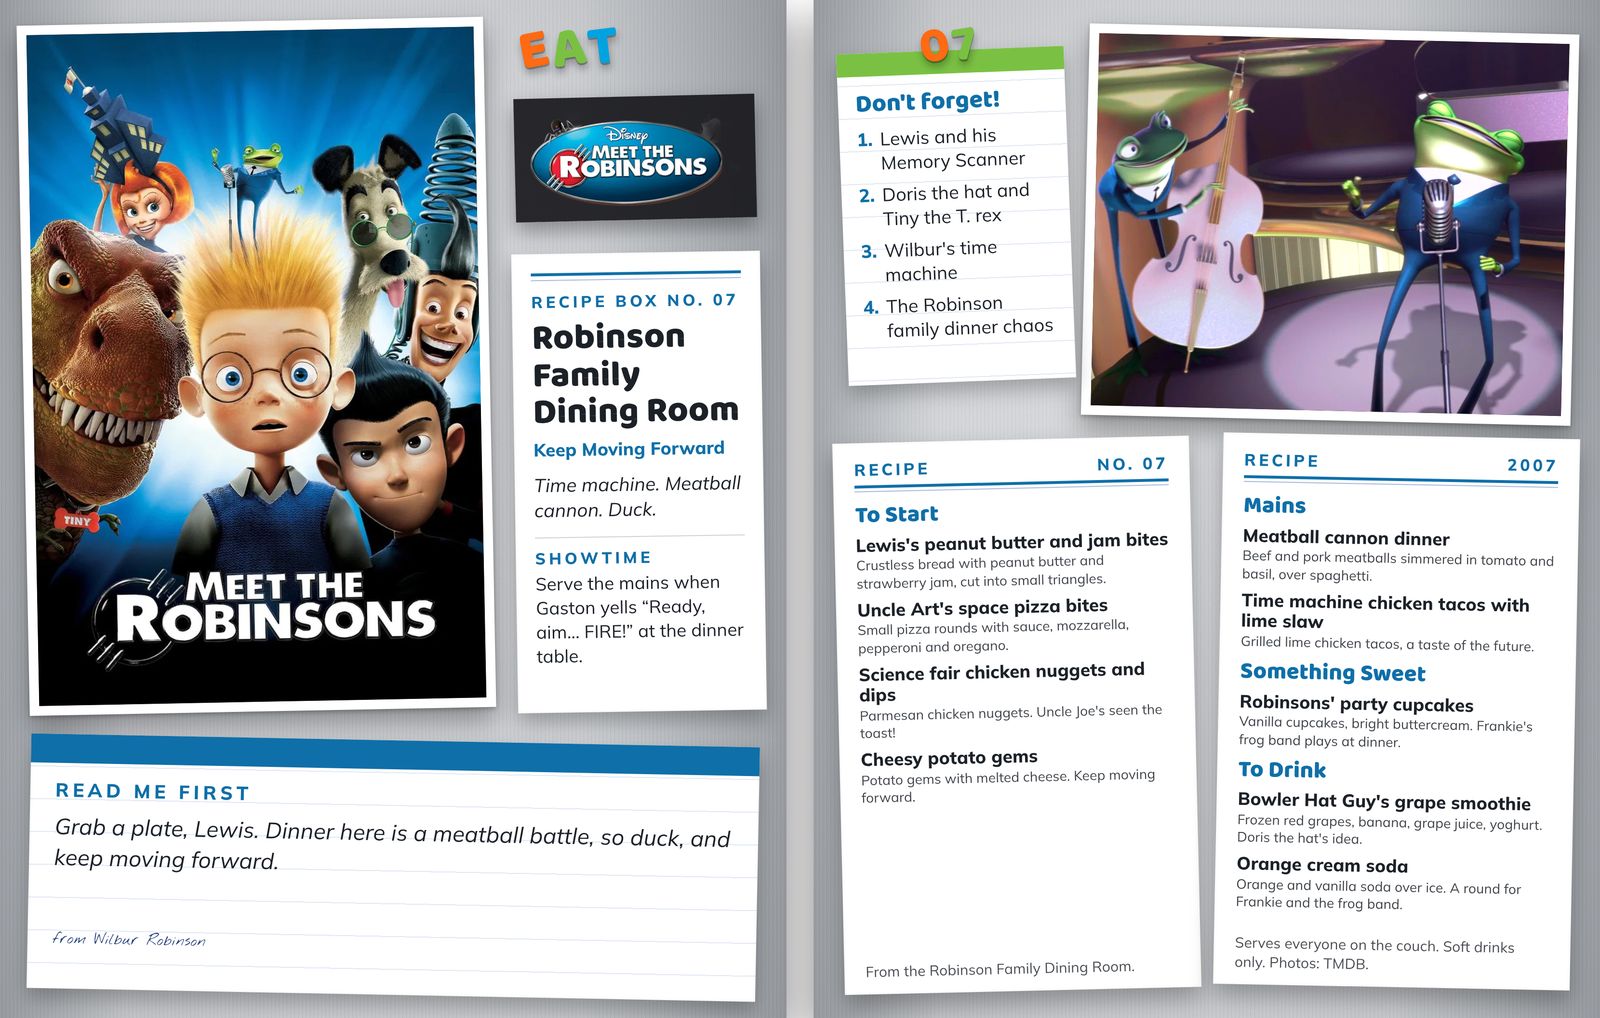 EAT
DISNEY
MEET THE
ROBINSONS
RECIPE BOX NO. 07
Robinson
Family
Dining Room
Keep Moving Forward
Time machine. Meatball
cannon. Duck.
SHOWTIME
Serve the mains when
Gaston yells “Ready,
aim... FIRE!” at the dinner
table.
TINY
MEET THE
ROBINSONS
READ ME FIRST
Grab a plate, Lewis. Dinner here is a meatball battle, so duck, and
keep moving forward.
from Wilbur Robinson
07
Don't forget!
1. Lewis and his
Memory Scanner
2. Doris the hat and
Tiny the T. rex
3. Wilbur's time
machine
4. The Robinson
family dinner chaos
RECIPE NO. 07
To Start
Lewis's peanut butter and jam bites
Crustless bread with peanut butter and
strawberry jam, cut into small triangles.
Uncle Art's space pizza bites
Small pizza rounds with sauce, mozzarella,
pepperoni and oregano.
Science fair chicken nuggets and
dips
Parmesan chicken nuggets. Uncle Joe's seen the
toast!
Cheesy potato gems
Potato gems with melted cheese. Keep moving
forward.
From the Robinson Family Dining Room.
RECIPE 2007
Mains
Meatball cannon dinner
Beef and pork meatballs simmered in tomato and
basil, over spaghetti.
Time machine chicken tacos with
lime slaw
Grilled lime chicken tacos, a taste of the future.
Something Sweet
Robinsons' party cupcakes
Vanilla cupcakes, bright buttercream. Frankie's
frog band plays at dinner.
To Drink
Bowler Hat Guy's grape smoothie
Frozen red grapes, banana, grape juice, yoghurt.
Doris the hat's idea.
Orange cream soda
Orange and vanilla soda over ice. A round for
Frankie and the frog band.
Serves everyone on the couch. Soft drinks
only. Photos: TMDB.